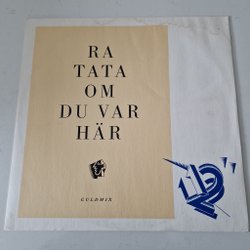 RA
TATA
OM
DU VAR
HÄR
GULDMIX
12"